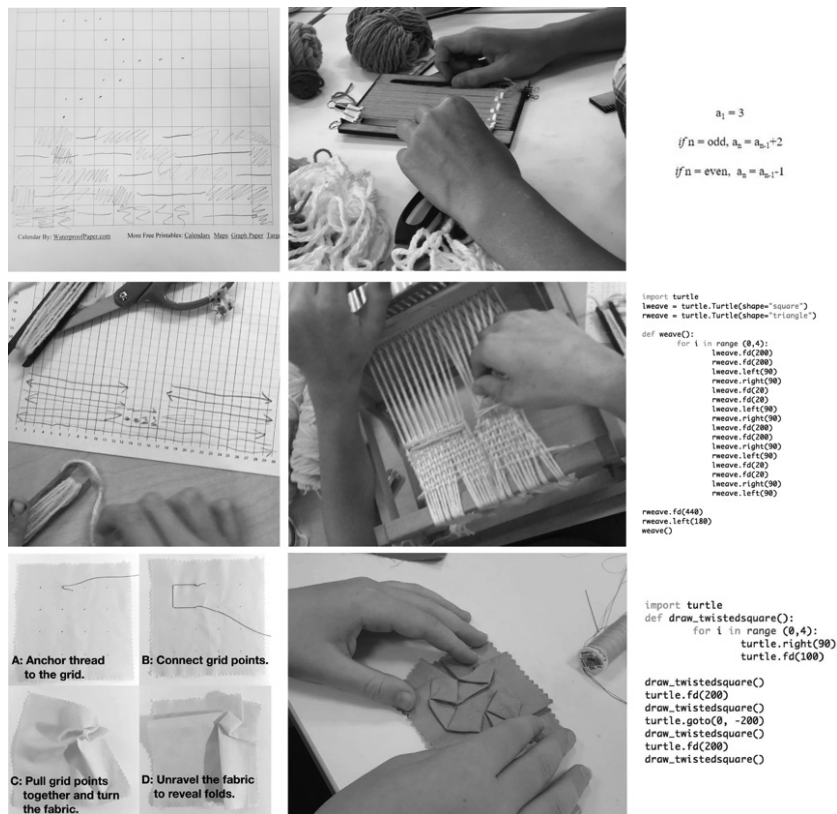 Calendar By: WaterproofPaper.com More Free Printables: Calendars Maps Graph Paper
a1 = 3
if n = odd, an = an-1+2
if n = even, an = an-1-1
import turtle
lweave = turtle.Turtle(shape="square")
rweave = turtle.Turtle(shape="triangle")
def weave():
for i in range (0,4):
lweave.fd(200)
rweave.fd(200)
lweave.left(90)
rweave.right(90)
lweave.fd(20)
rweave.fd(20)
lweave.left(90)
rweave.right(90)
lweave.fd(200)
rweave.fd(200)
lweave.right(90)
rweave.left(90)
lweave.fd(20)
rweave.fd(20)
lweave.right(90)
rweave.left(90)
rweave.fd(440)
rweave.left(180)
weave()
A: Anchor thread
to the grid.
B: Connect grid points.
C: Pull grid points
together and turn
the fabric.
D: Unravel the fabric
to reveal folds.
import turtle
def draw_twistedsquare():
for i in range (0,4):
turtle.right(90)
turtle.fd(100)
draw_twistedsquare()
turtle.fd(200)
draw_twistedsquare()
turtle.goto(0, -200)
draw_twistedsquare()
turtle.fd(200)
draw_twistedsquare()